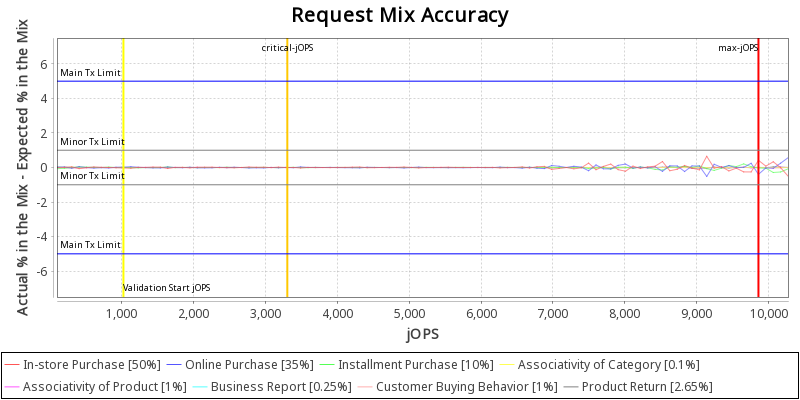 Request Mix Accuracy
critical-jOPS
max-jOPS
Main Tx Limit
Minor Tx Limit
Minor Tx Limit
Main Tx Limit
Validation Start jOPS
6
4
2
0
-2
-4
-6
Actual % in the Mix - Expected % in the Mix
1,000 2,000 3,000 4,000 5,000 6,000 7,000 8,000 9,000 10,000
jOPS
In-store Purchase [50%] Online Purchase [35%] Installment Purchase [10%] Associativity of Category [0.1%]
Associativity of Product [1%] Business Report [0.25%] Customer Buying Behavior [1%] Product Return [2.65%]